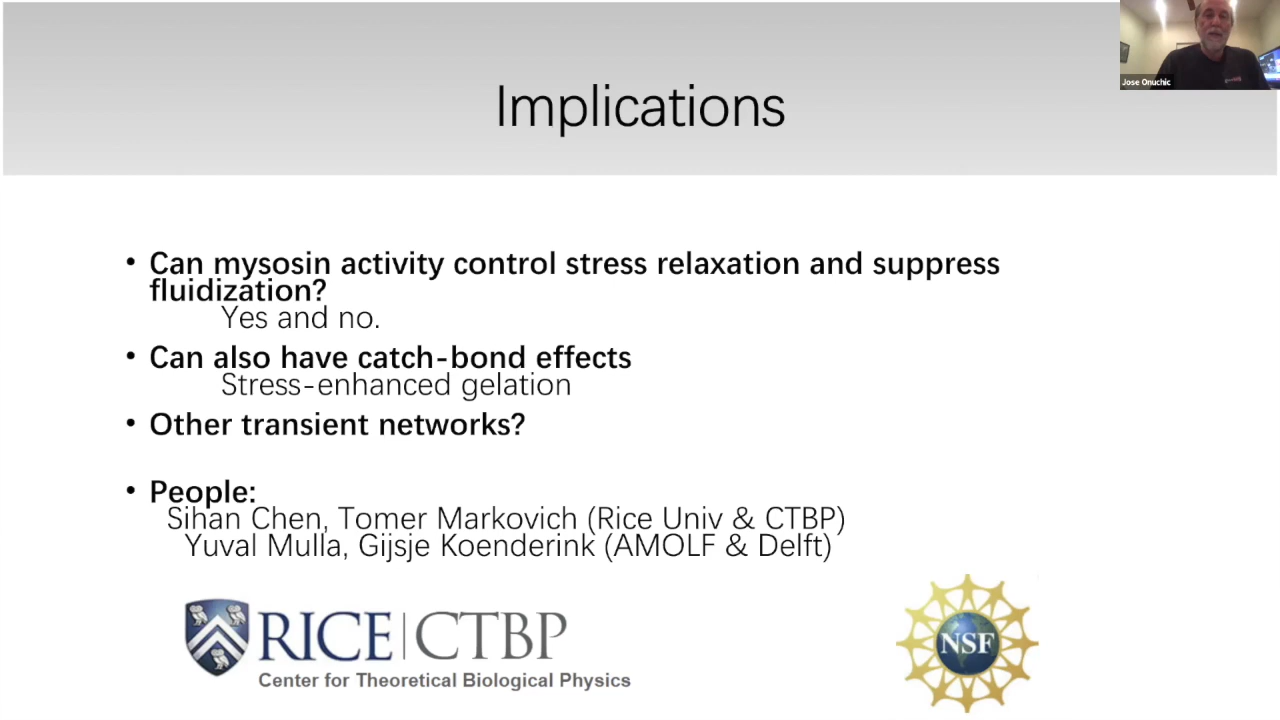 Jose Onuchic
Implications
• Can mysosin activity control stress relaxation and suppress
fluidization?
Yes and no.
• Can also have catch-bond effects
Stress-enhanced gelation
• Other transient networks?
• People:
Sihan Chen, Tomer Markovich (Rice Univ & CTBP)
Yuval Mulla, Gijsje Koenderink (AMOLF & Delft)
RICE | CTBP
Center for Theoretical Biological Physics
NSF